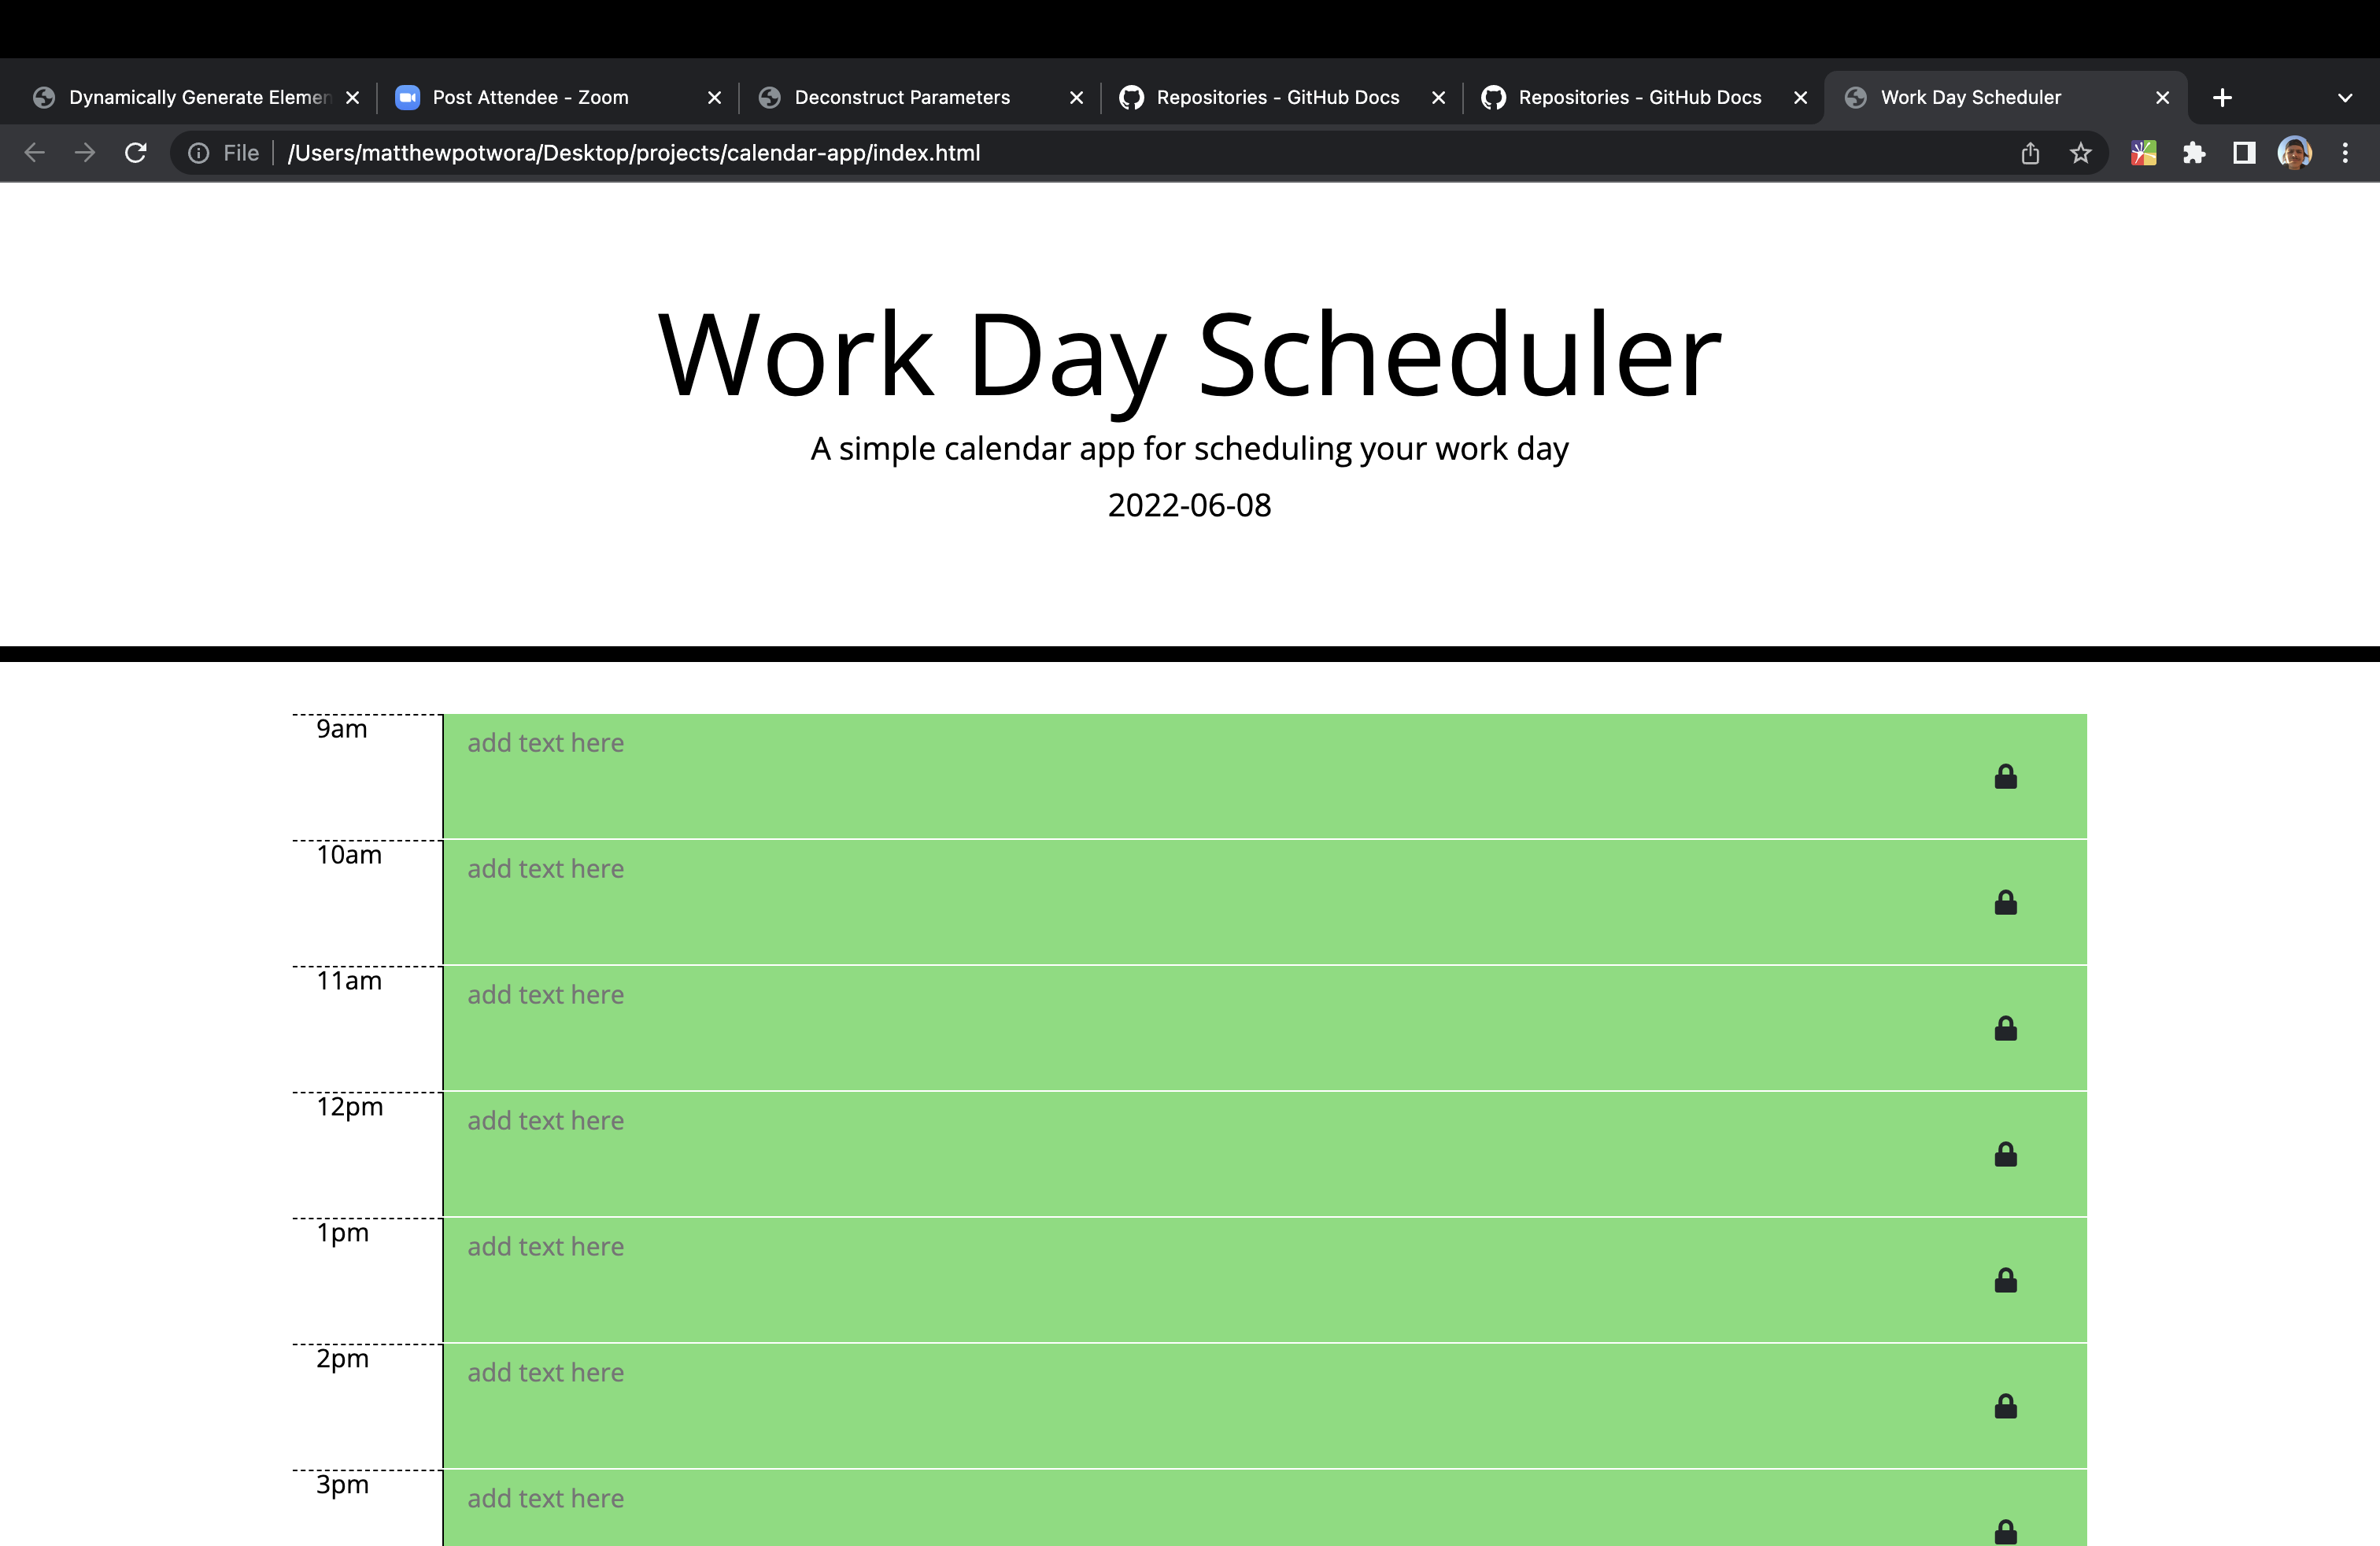 Dynamically Generate Elemen
Post Attendee - Zoom
Deconstruct Parameters
Repositories - GitHub Docs
Repositories - GitHub Docs
Work Day Scheduler
File /Users/matthewpotwora/Desktop/projects/calendar-app/index.html
Work Day Scheduler
A simple calendar app for scheduling your work day
2022-06-08
9am
add text here
10am
add text here
11am
add text here
12pm
add text here
1pm
add text here
2pm
add text here
3pm
add text here